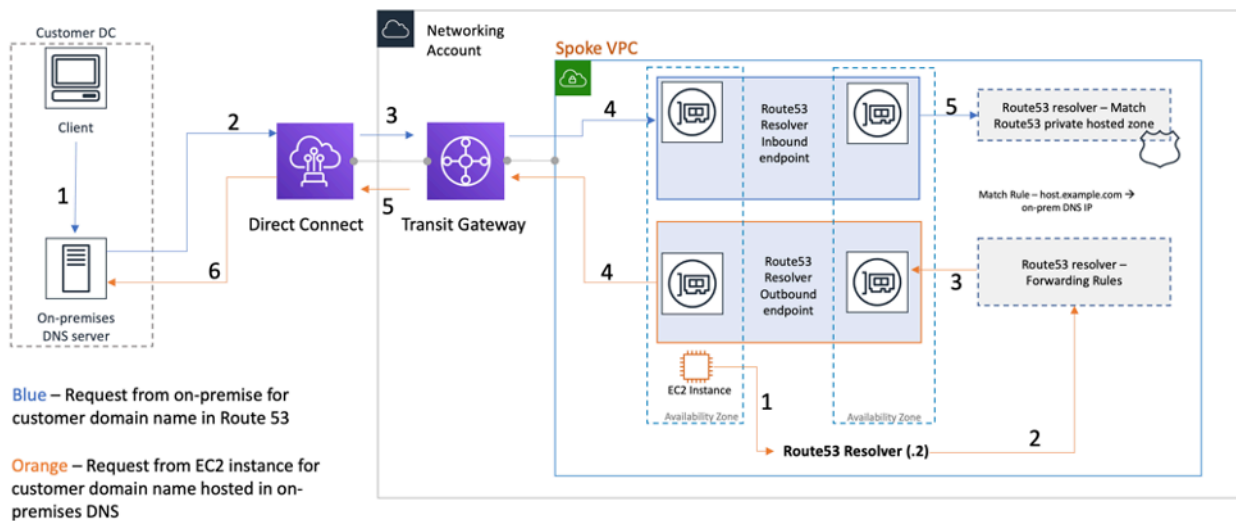 Customer DC
Client
1
On-premises
DNS server
2
6
Direct Connect
3
5
Transit Gateway
Networking
Account
Spoke VPC
4
4
Route53
Resolver
Inbound
endpoint
5
Route53 resolver – Match
Route53 private hosted zone
Match Rule – host.example.com →
on-prem DNS IP
Route53
Resolver
Outbound
endpoint
3
Route53 resolver –
Forwarding Rules
EC2 Instance
1
Availability Zone
Availability Zone
Route53 Resolver (.2)
2
Blue – Request from on-premise for
customer domain name in Route 53
Orange – Request from EC2 instance for
customer domain name hosted in on-
premises DNS